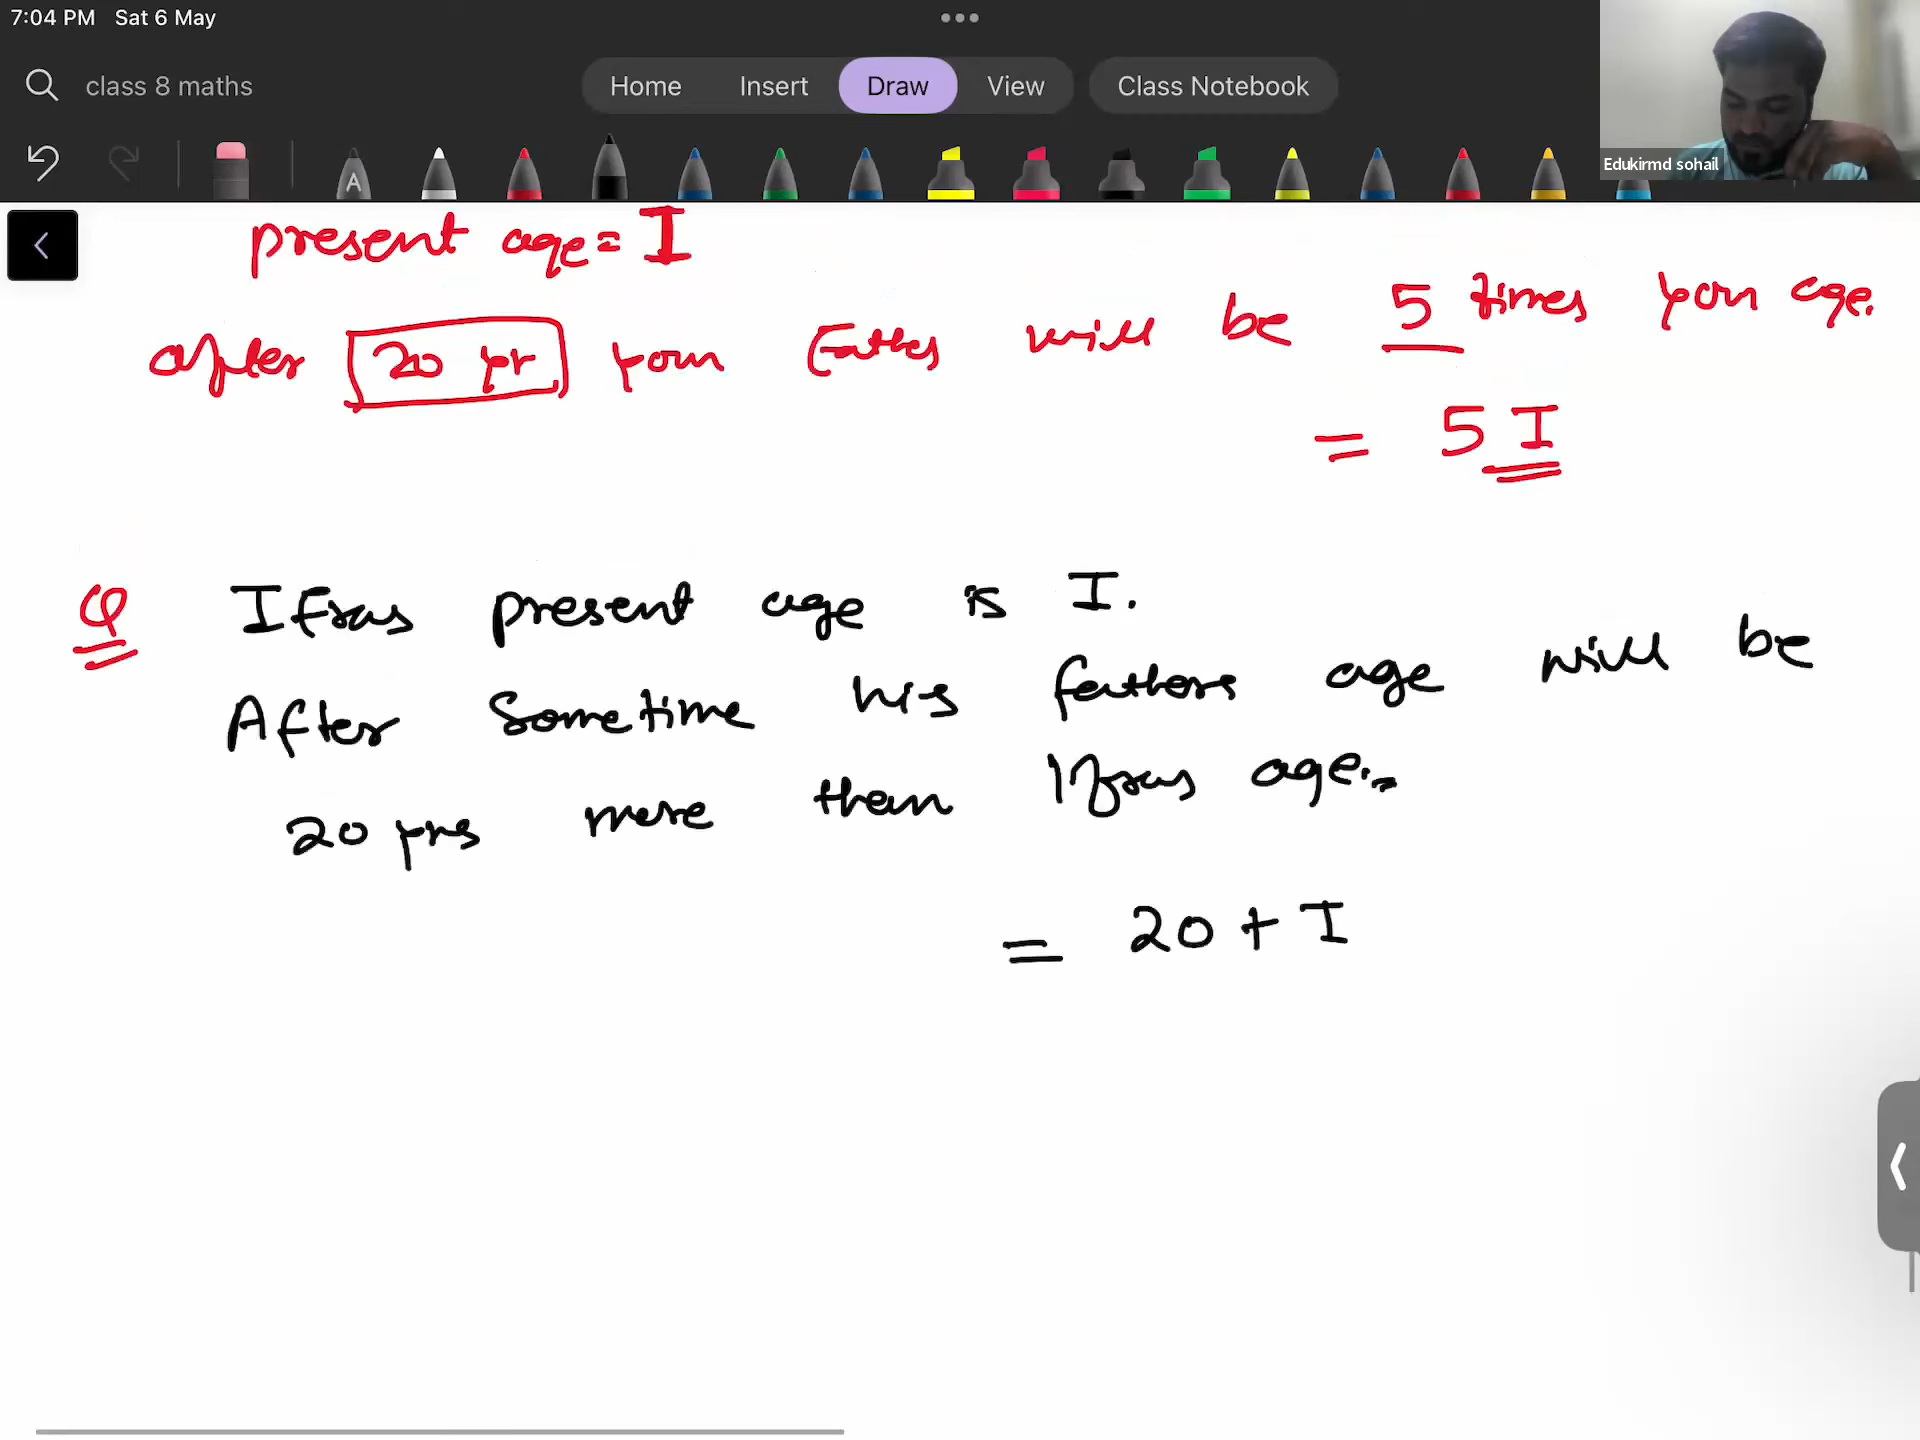 7:04 PM Sat 6 May
class 8 maths
Home Insert Draw View Class Notebook
A
Edukirmd sohail
present age = I
after 20 yr your Father will be 5 times your age.
= 5 I
Q Ifras present age is I.
After sometime his fathers age will be
20 yrs more than Ifras age.
= 20 + I